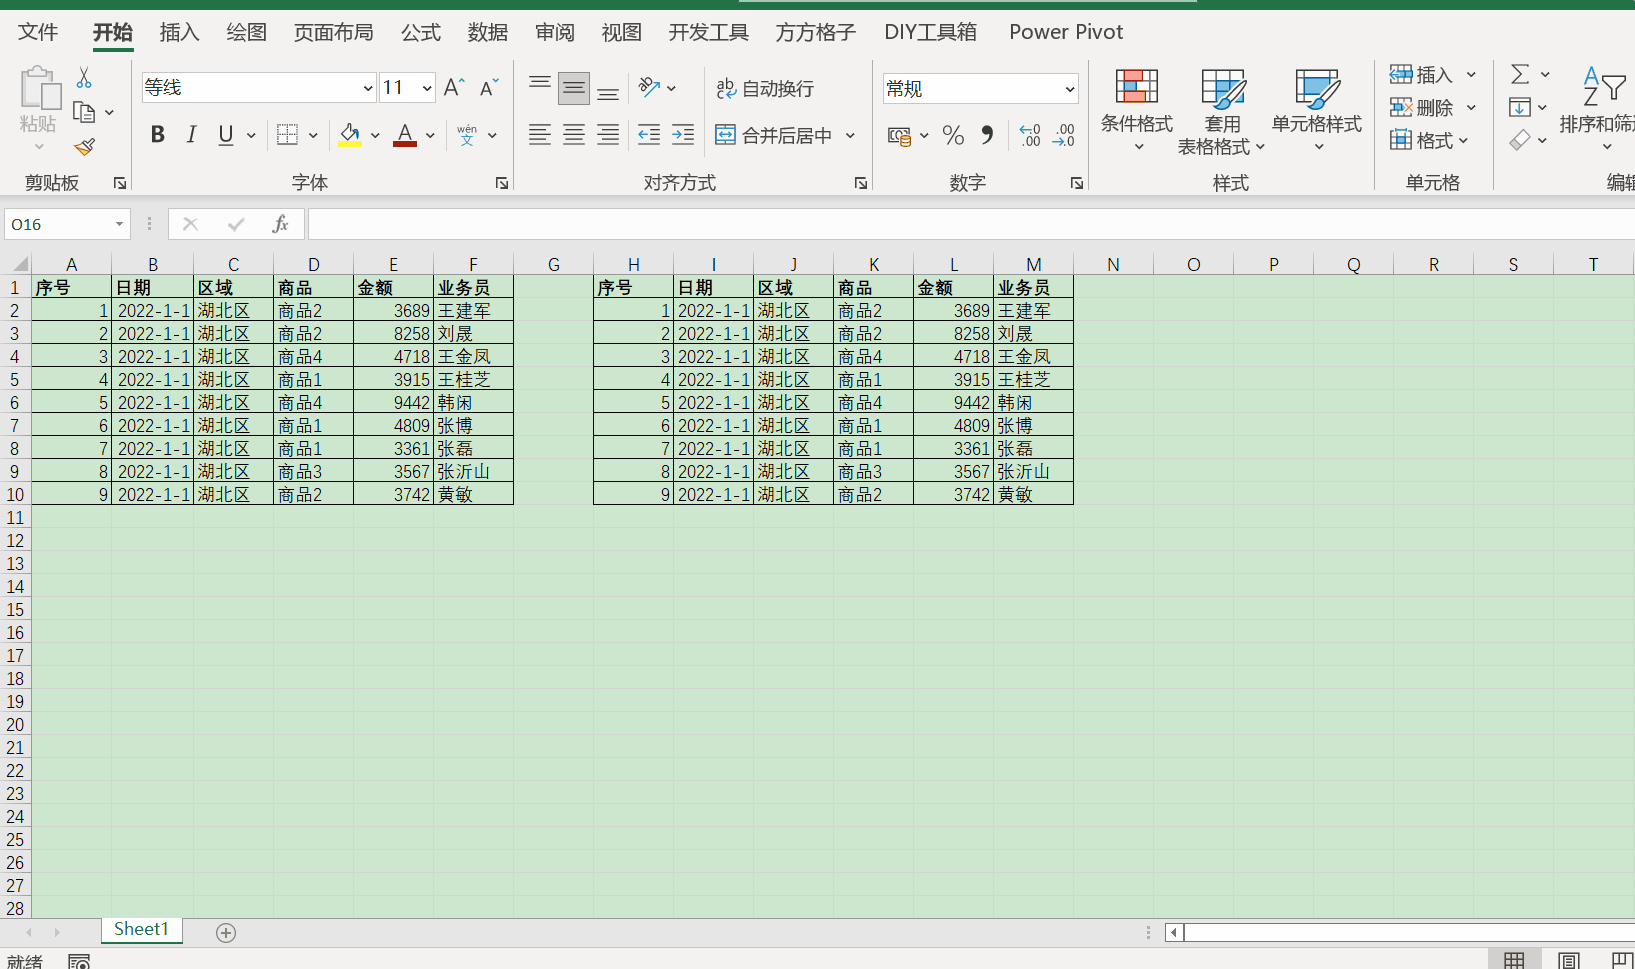 文件 开始 插入 绘图 页面布局 公式 数据 审阅 视图 开发工具 方方格子 DIY工具箱 Power Pivot
等线 11 A A 自动换行 常规 条件格式 套用 表格格式 单元格样式 插入 删除 格式 排序和筛
粘贴 B I U A wén 文 合并后居中 % .00 .00
剪贴板 字体 对齐方式 数字 样式 单元格 编辑
O16 fx
A B C D E F G H I J K L M N O P Q R S T
1 序号 日期 区域 商品 金额 业务员 序号 日期 区域 商品 金额 业务员
2 1 2022-1-1 湖北区 商品2 3689 王建军 1 2022-1-1 湖北区 商品2 3689 王建军
3 2 2022-1-1 湖北区 商品2 8258 刘晟 2 2022-1-1 湖北区 商品2 8258 刘晟
4 3 2022-1-1 湖北区 商品4 4718 王金凤 3 2022-1-1 湖北区 商品4 4718 王金凤
5 4 2022-1-1 湖北区 商品1 3915 王桂芝 4 2022-1-1 湖北区 商品1 3915 王桂芝
6 5 2022-1-1 湖北区 商品4 9442 韩闲 5 2022-1-1 湖北区 商品4 9442 韩闲
7 6 2022-1-1 湖北区 商品1 4809 张博 6 2022-1-1 湖北区 商品1 4809 张博
8 7 2022-1-1 湖北区 商品1 3361 张磊 7 2022-1-1 湖北区 商品1 3361 张磊
9 8 2022-1-1 湖北区 商品3 3567 张沂山 8 2022-1-1 湖北区 商品3 3567 张沂山
10 9 2022-1-1 湖北区 商品2 3742 黄敏 9 2022-1-1 湖北区 商品2 3742 黄敏
11
12
13
14
15
16
17
18
19
20
21
22
23
24
25
26
27
28
Sheet1
就绪